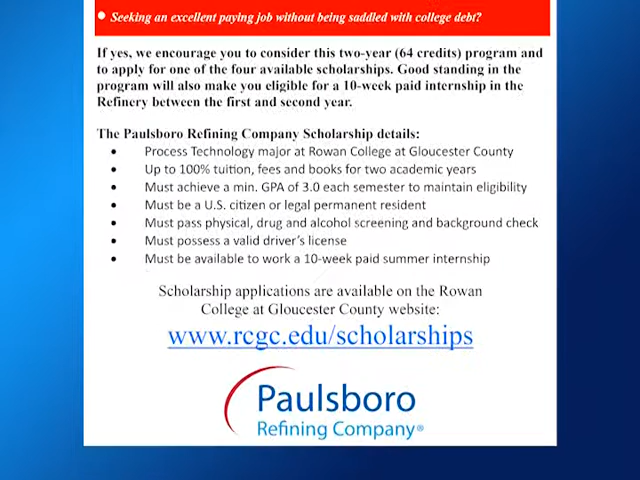 • Seeking an excellent paying job without being saddled with college debt?
If yes, we encourage you to consider this two-year (64 credits) program and
to apply for one of the four available scholarships. Good standing in the
program will also make you eligible for a 10-week paid internship in the
Refinery between the first and second year.
The Paulsboro Refining Company Scholarship details:
• Process Technology major at Rowan College at Gloucester County
• Up to 100% tuition, fees and books for two academic years
• Must achieve a min. GPA of 3.0 each semester to maintain eligibility
• Must be a U.S. citizen or legal permanent resident
• Must pass physical, drug and alcohol screening and background check
• Must possess a valid driver's license
• Must be available to work a 10-week paid summer internship
Scholarship applications are available on the Rowan
College at Gloucester County website:
www.rcgc.edu/scholarships
Paulsboro
Refining Company®